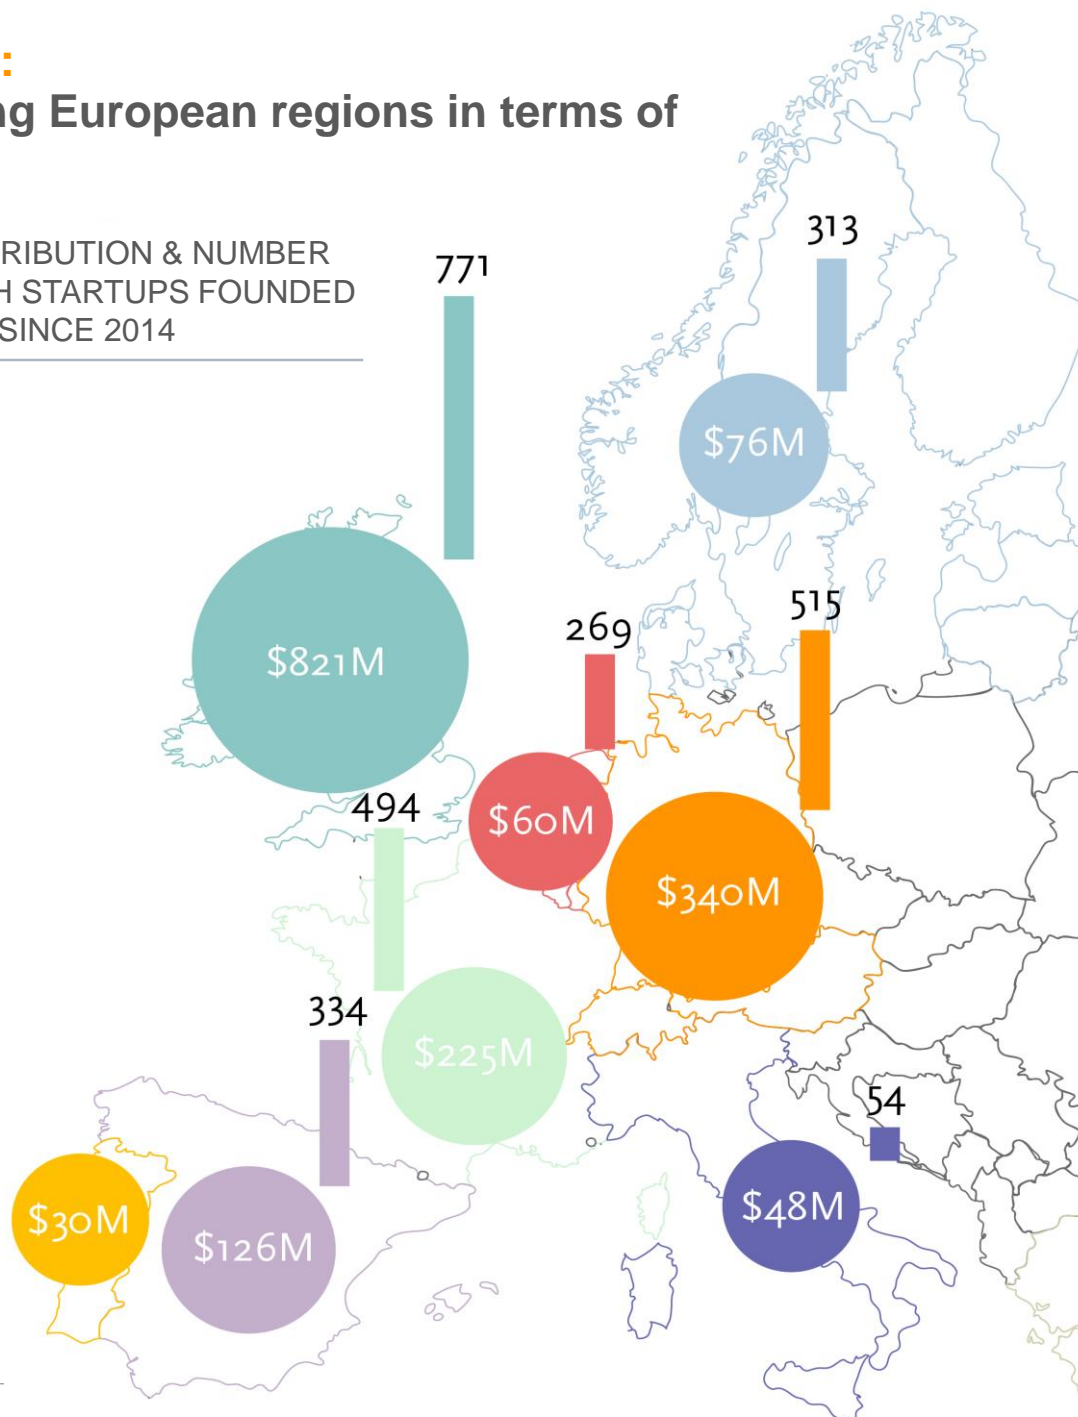 :
ng European regions in terms of
RIBUTION & NUMBER
H STARTUPS FOUNDED
SINCE 2014
771
313
$76M
$821M
269
515
494
$60M
$340M
334
$225M
54
$30M
$126M
$48M